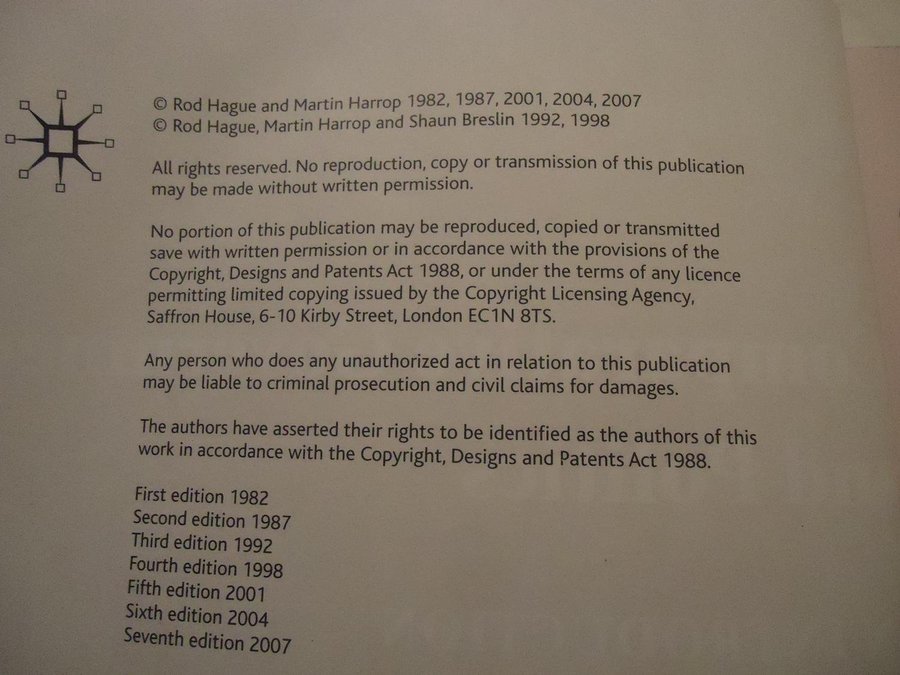 © Rod Hague and Martin Harrop 1982, 1987, 2001, 2004, 2007
© Rod Hague, Martin Harrop and Shaun Breslin 1992, 1998
All rights reserved. No reproduction, copy or transmission of this publication
may be made without written permission.
No portion of this publication may be reproduced, copied or transmitted
save with written permission or in accordance with the provisions of the
Copyright, Designs and Patents Act 1988, or under the terms of any licence
permitting limited copying issued by the Copyright Licensing Agency,
Saffron House, 6-10 Kirby Street, London EC1N 8TS.
Any person who does any unauthorized act in relation to this publication
may be liable to criminal prosecution and civil claims for damages.
The authors have asserted their rights to be identified as the authors of this
work in accordance with the Copyright, Designs and Patents Act 1988.
First edition 1982
Second edition 1987
Third edition 1992
Fourth edition 1998
Fifth edition 2001
Sixth edition 2004
Seventh edition 2007